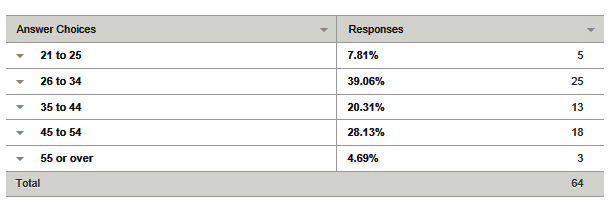 Answer Choices Responses
21 to 25 7.81% 5
26 to 34 39.06% 25
35 to 44 20.31% 13
45 to 54 28.13% 18
55 or over 4.69% 3
Total 64